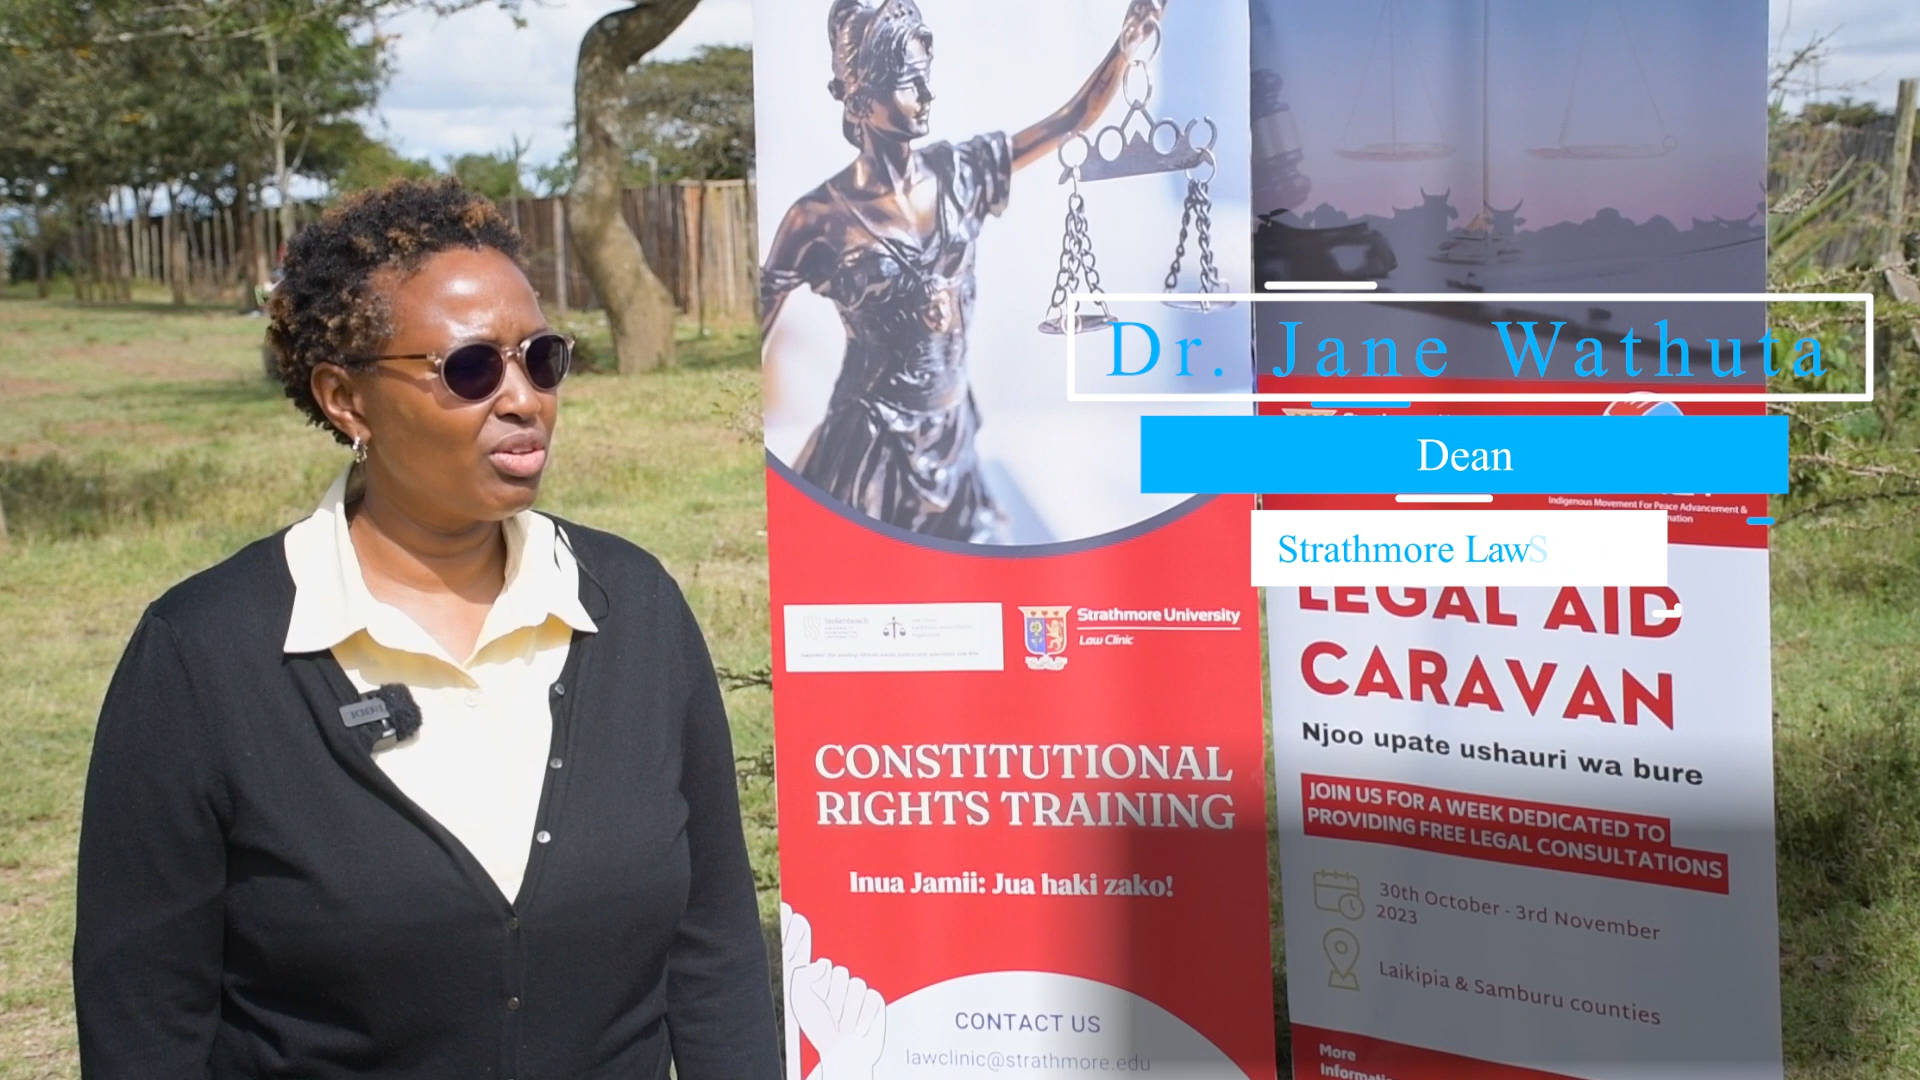 Dr. Jane Wathuta
Dean
Strathmore LawS
Indigenous Movement For Peace Advancement &
LEGAL AID
CARAVAN
Njoo upate ushauri wa bure
JOIN US FOR A WEEK DEDICATED TO
PROVIDING FREE LEGAL CONSULTATIONS
30th October - 3rd November
2023
Laikipia & Samburu counties
More
Strathmore University
Law Clinic
CONSTITUTIONAL
RIGHTS TRAINING
Inua Jamii: Jua haki zako!
CONTACT US
lawclinic@strathmore.edu